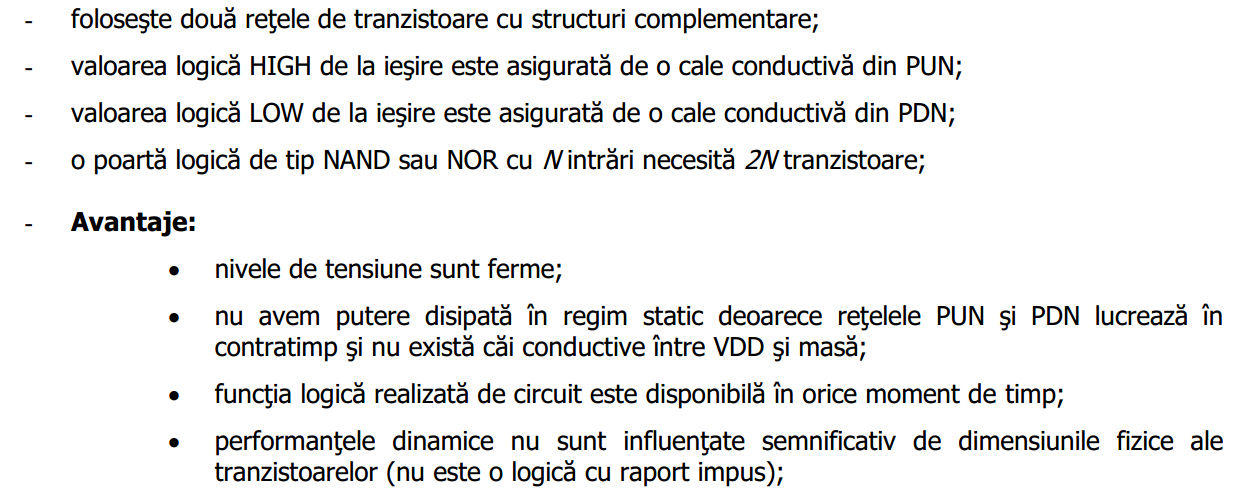 - foloseşte două reţele de tranzistoare cu structuri complementare;
- valoarea logică HIGH de la ieşire este asigurată de o cale conductivă din PUN;
- valoarea logică LOW de la ieşire este asigurată de o cale conductivă din PDN;
- o poartă logică de tip NAND sau NOR cu N intrări necesită 2N tranzistoare;
- Avantaje:
• nivele de tensiune sunt ferme;
• nu avem putere disipată în regim static deoarece reţelele PUN şi PDN lucrează în
contratimp şi nu există căi conductive între VDD şi masă;
• funcţia logică realizată de circuit este disponibilă în orice moment de timp;
• performanţele dinamice nu sunt influenţate semnificativ de dimensiunile fizice ale
tranzistoarelor (nu este o logică cu raport impus);